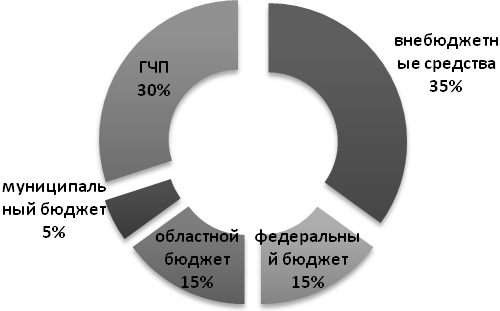 ГЧП
30%
внебюджетн
ые средства
35%
муниципаль
ный бюджет
5%
областной
бюджет
15%
федеральны
й бюджет
15%